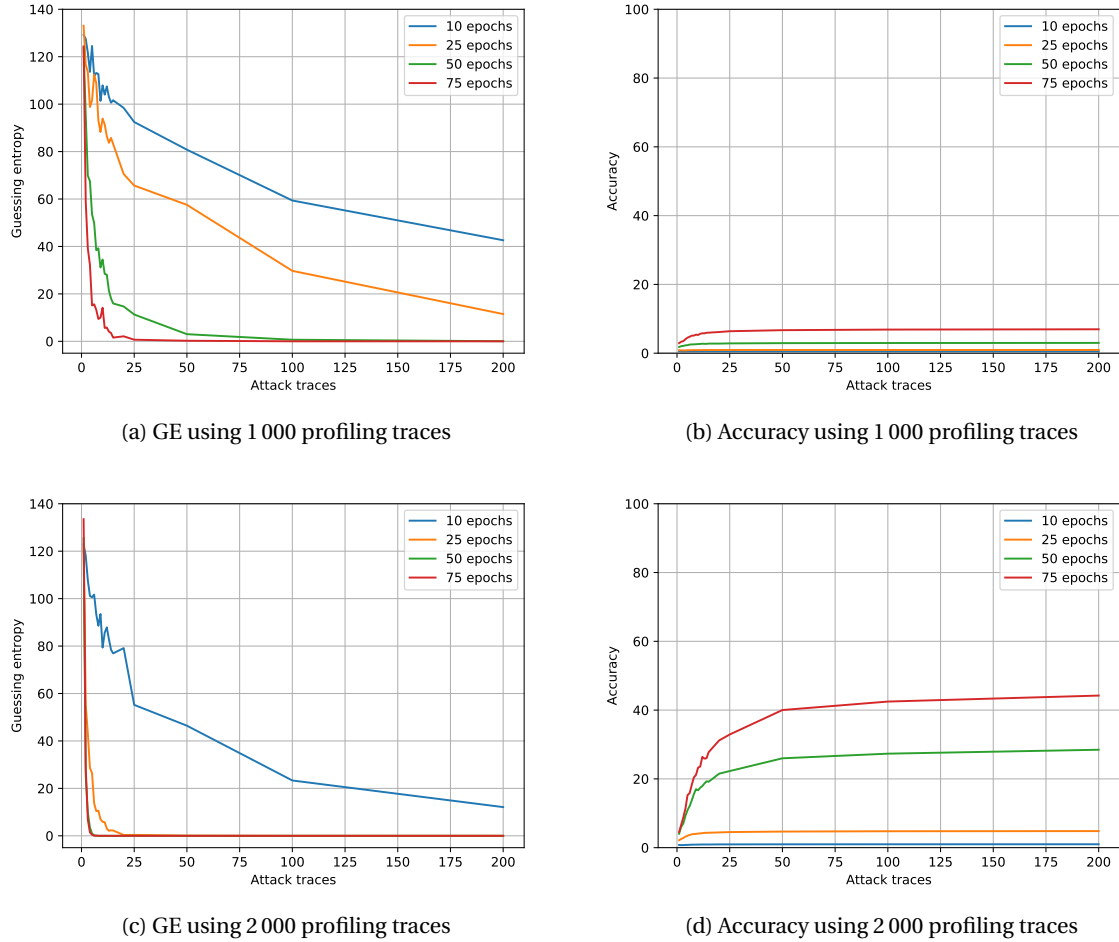 140
120
100
80
60
40
20
0
Guessing entropy
10 epochs
25 epochs
50 epochs
75 epochs
0 25 50 75 100 125 150 175 200
Attack traces
(a) GE using 1 000 profiling traces
100
80
60
40
20
0
Accuracy
10 epochs
25 epochs
50 epochs
75 epochs
0 25 50 75 100 125 150 175 200
Attack traces
(b) Accuracy using 1 000 profiling traces
140
120
100
80
60
40
20
0
Guessing entropy
10 epochs
25 epochs
50 epochs
75 epochs
0 25 50 75 100 125 150 175 200
Attack traces
(c) GE using 2 000 profiling traces
100
80
60
40
20
0
Accuracy
10 epochs
25 epochs
50 epochs
75 epochs
0 25 50 75 100 125 150 175 200
Attack traces
(d) Accuracy using 2 000 profiling traces